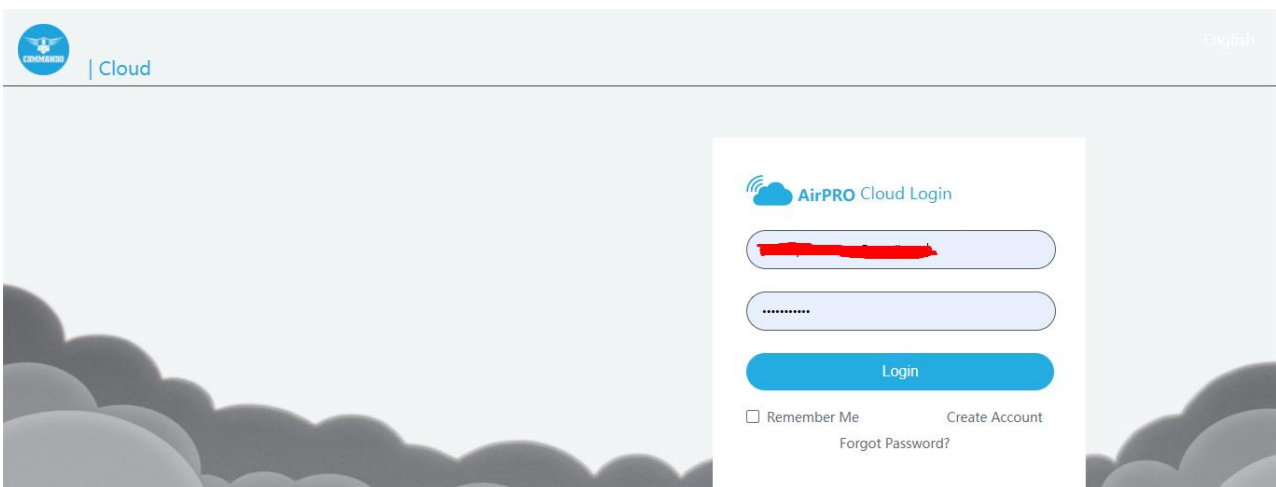 COMMANDO
| Cloud
English
AirPRO Cloud Login
•••••••••••
Login
Remember Me
Create Account
Forgot Password?